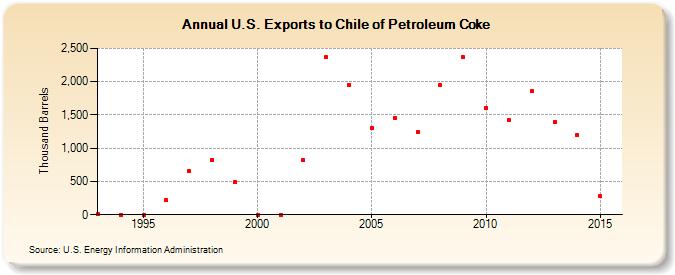 Annual U.S. Exports to Chile of Petroleum Coke
Thousand Barrels
2,500
2,000
1,500
1,000
500
0
1995 2000 2005 2010 2015
Source: U.S. Energy Information Administration